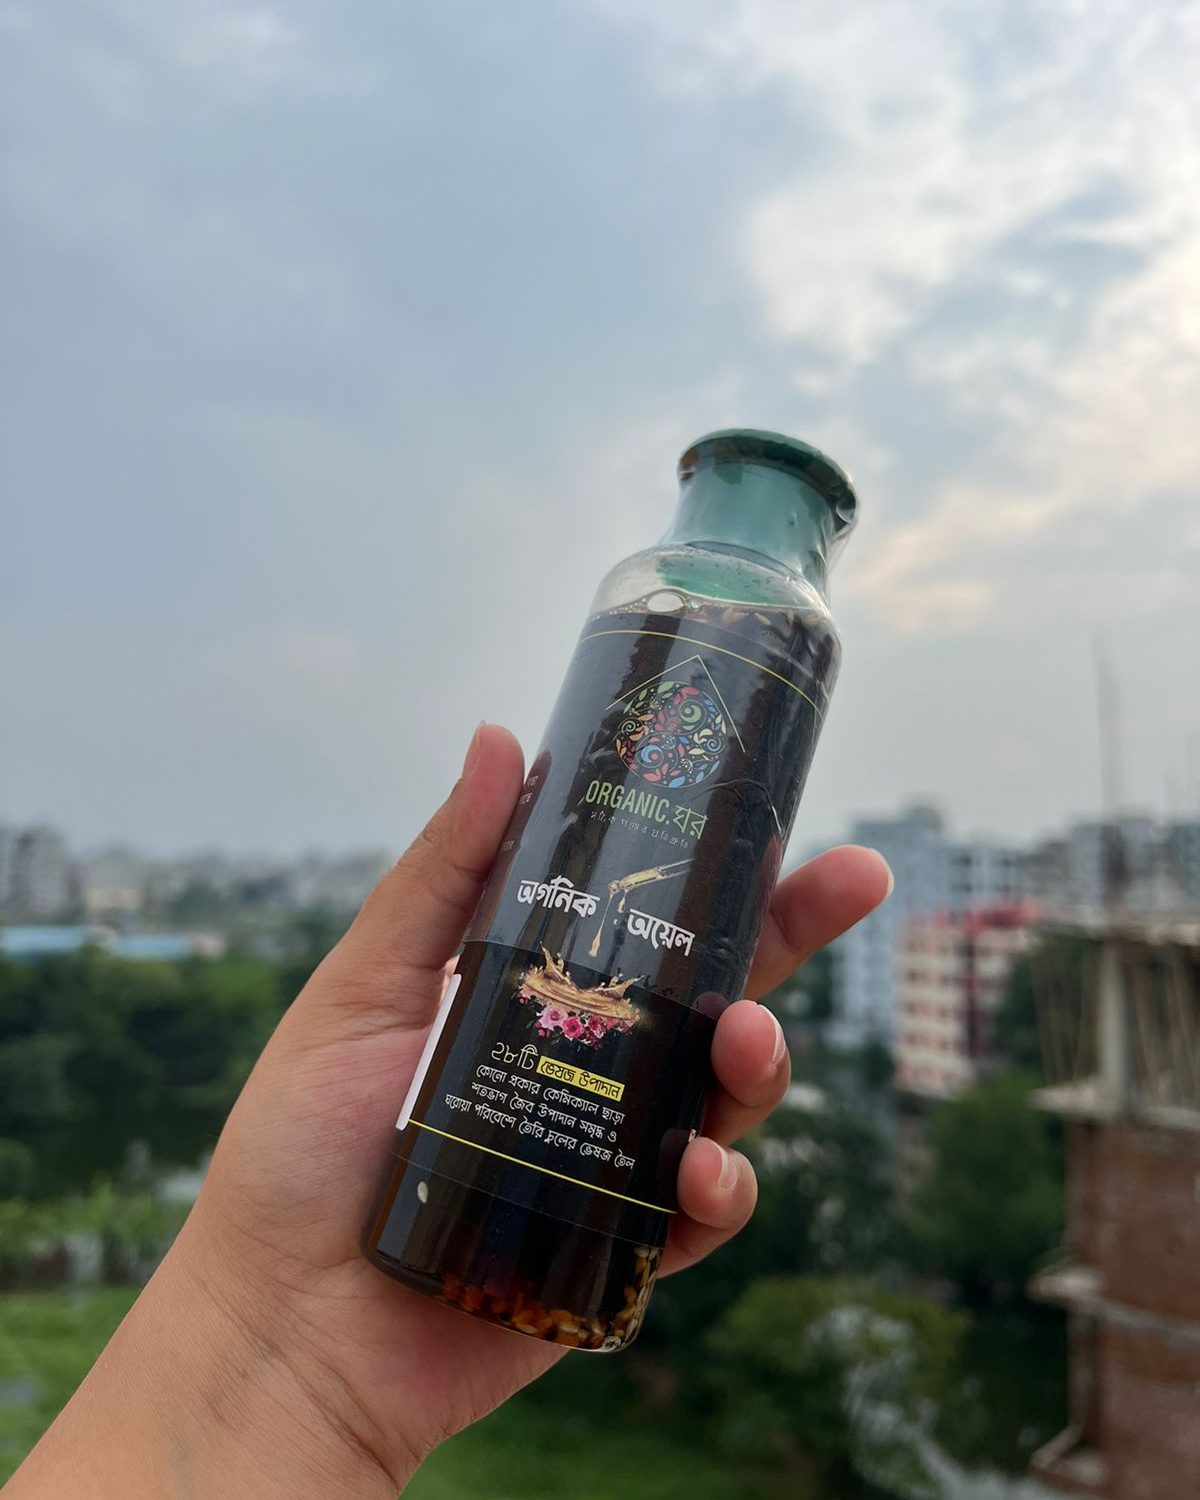 ORGANIC.ঘর
অর্গানিক অয়েল
২৮টি ভেষজ উপাদান
কোনো প্রকার কেমিক্যাল ছাড়া
শতভাগ জৈব উপাদান সমৃদ্ধ ও
ঘরোয়া পরিবেশে তৈরি চুলের ভেষজ তৈল